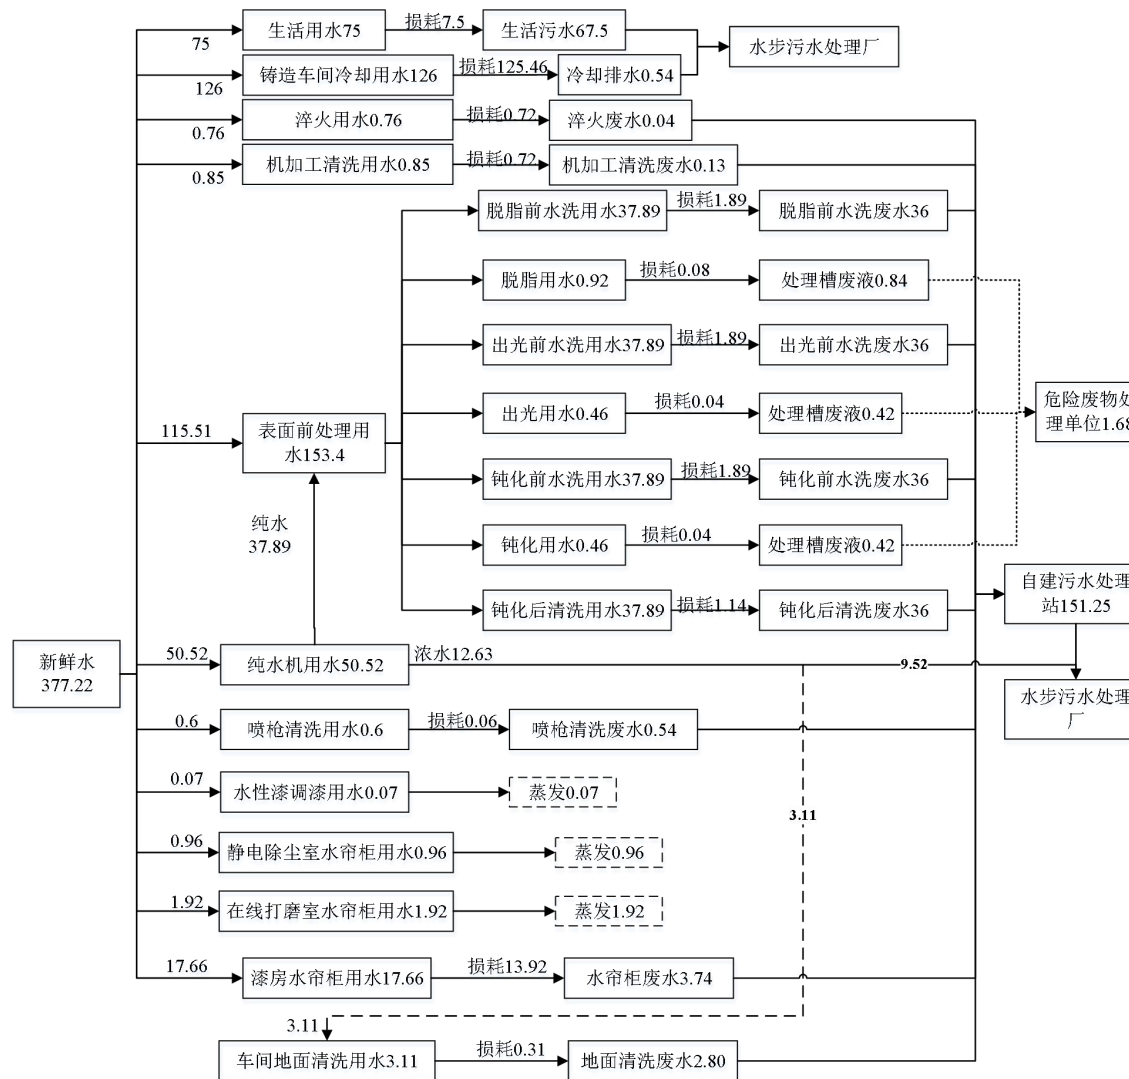 75
生活用水75
损耗7.5
生活污水67.5
水步污水处理厂
126
铸造车间冷却用水126
损耗125.46
冷却排水0.54
0.76
淬火用水0.76
损耗0.72
淬火废水0.04
0.85
机加工清洗用水0.85
损耗0.72
机加工清洗废水0.13
脱脂前水洗用水37.89
损耗1.89
脱脂前水洗废水36
脱脂用水0.92
损耗0.08
处理槽废液0.84
出光前水洗用水37.89
损耗1.89
出光前水洗废水36
出光用水0.46
损耗0.04
处理槽废液0.42
危险废物处
理单位1.68
115.51
表面前处理用
水153.4
钝化前水洗用水37.89
损耗1.89
钝化前水洗废水36
纯水
37.89
钝化用水0.46
损耗0.04
处理槽废液0.42
钝化后清洗用水37.89
损耗1.14
钝化后清洗废水36
自建污水处理
站151.25
新鲜水
377.22
50.52
纯水机用水50.52
浓水12.63
9.52
水步污水处理
厂
0.6
喷枪清洗用水0.6
损耗0.06
喷枪清洗废水0.54
0.07
水性漆调漆用水0.07
蒸发0.07
3.11
0.96
静电除尘室水帘柜用水0.96
蒸发0.96
1.92
在线打磨室水帘柜用水1.92
蒸发1.92
17.66
漆房水帘柜用水17.66
损耗13.92
水帘柜废水3.74
3.11
车间地面清洗用水3.11
损耗0.31
地面清洗废水2.80